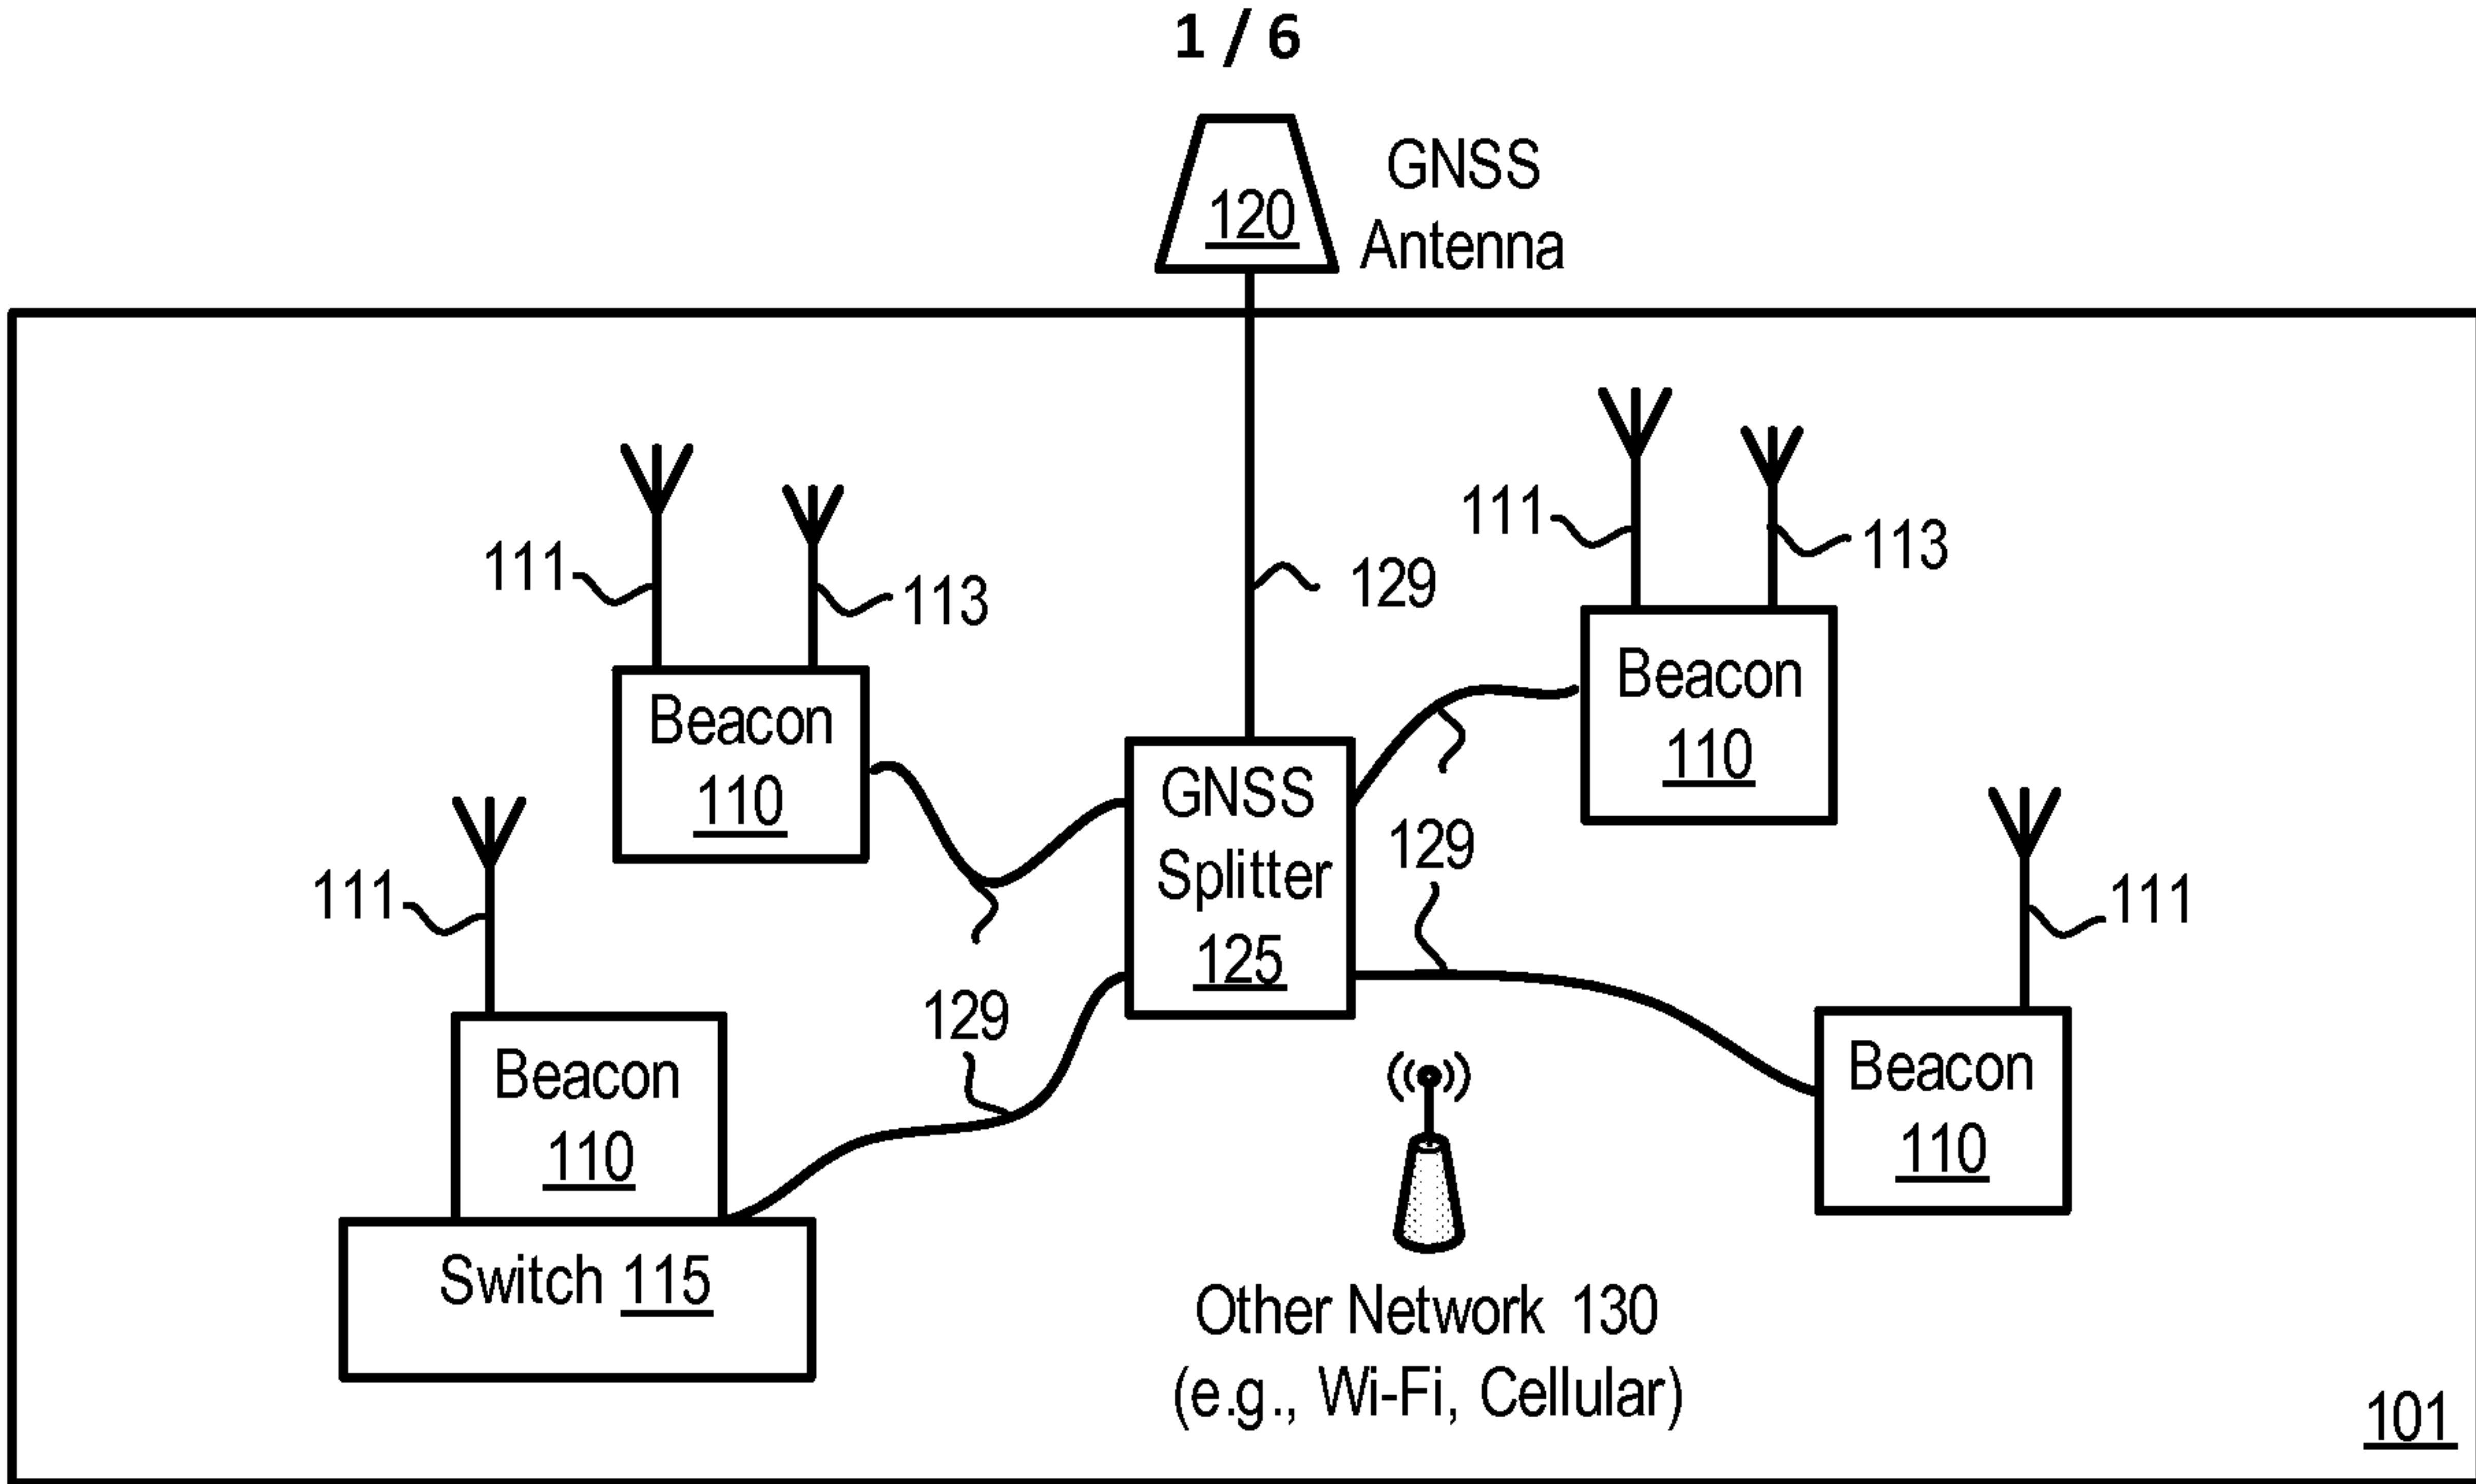 1 / 6
GNSS
Antenna
120
111
113
129
111
113
Beacon
110
Beacon
110
GNSS
Splitter
125
129
129
111
111
129
Beacon
110
Beacon
110
Switch 115
Other Network 130
(e.g., Wi-Fi, Cellular)
101